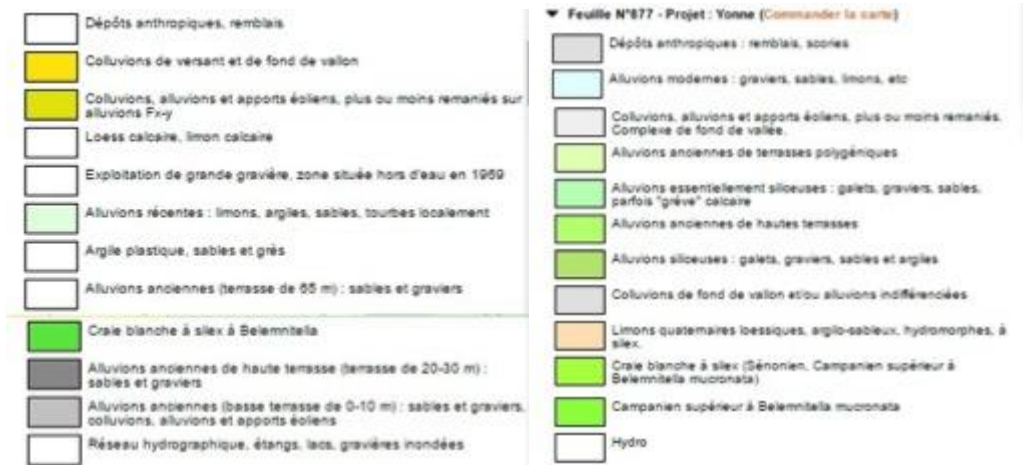 Dépôts anthropiques, remblais
Colluvions de versant et de fond de vallon
Colluvions, alluvions et apports éoliens, plus ou moins remaniés sur
alluvions Fx-y
Loess calcaire, limon calcaire
Exploitation de grande gravière, zone située hors d'eau en 1969
Alluvions récentes : limons, argiles, sables, tourbes localement
Argile plastique, sables et grès
Alluvions anciennes (terrasse de 65 m) : sables et graviers
Craie blanche à silex à Belemnitella
Alluvions anciennes de haute terrasse (terrasse de 20-30 m) :
sables et graviers
Alluvions anciennes (basse terrasse de 0-10 m) : sables et graviers,
colluvions, alluvions et apports éoliens
Réseau hydrographique, étangs, lacs, gravières inondées
▼ Feuille N°677 - Projet : Yonne (Commander la carte)
Dépôts anthropiques : remblais, scories
Alluvions modernes : graviers, sables, limons, etc
Colluvions, alluvions et apports éoliens, plus ou moins remaniés.
Complexe de fond de vallée.
Alluvions anciennes de terrasses polygéniques
Alluvions essentiellement siliceuses : galets, graviers, sables,
parfois "grève" calcaire
Alluvions anciennes de hautes terrasses
Alluvions siliceuses : galets, graviers, sables et argiles
Colluvions de fond de vallon et/ou alluvions indifférenciées
Limons quaternaires loessiques, argilo-sableux, hydromorphes, à
silex.
Craie blanche à silex (Sénonien, Campanien supérieur à
Belemnitella mucronata)
Campanien supérieur à Belemnitella mucronata
Hydro